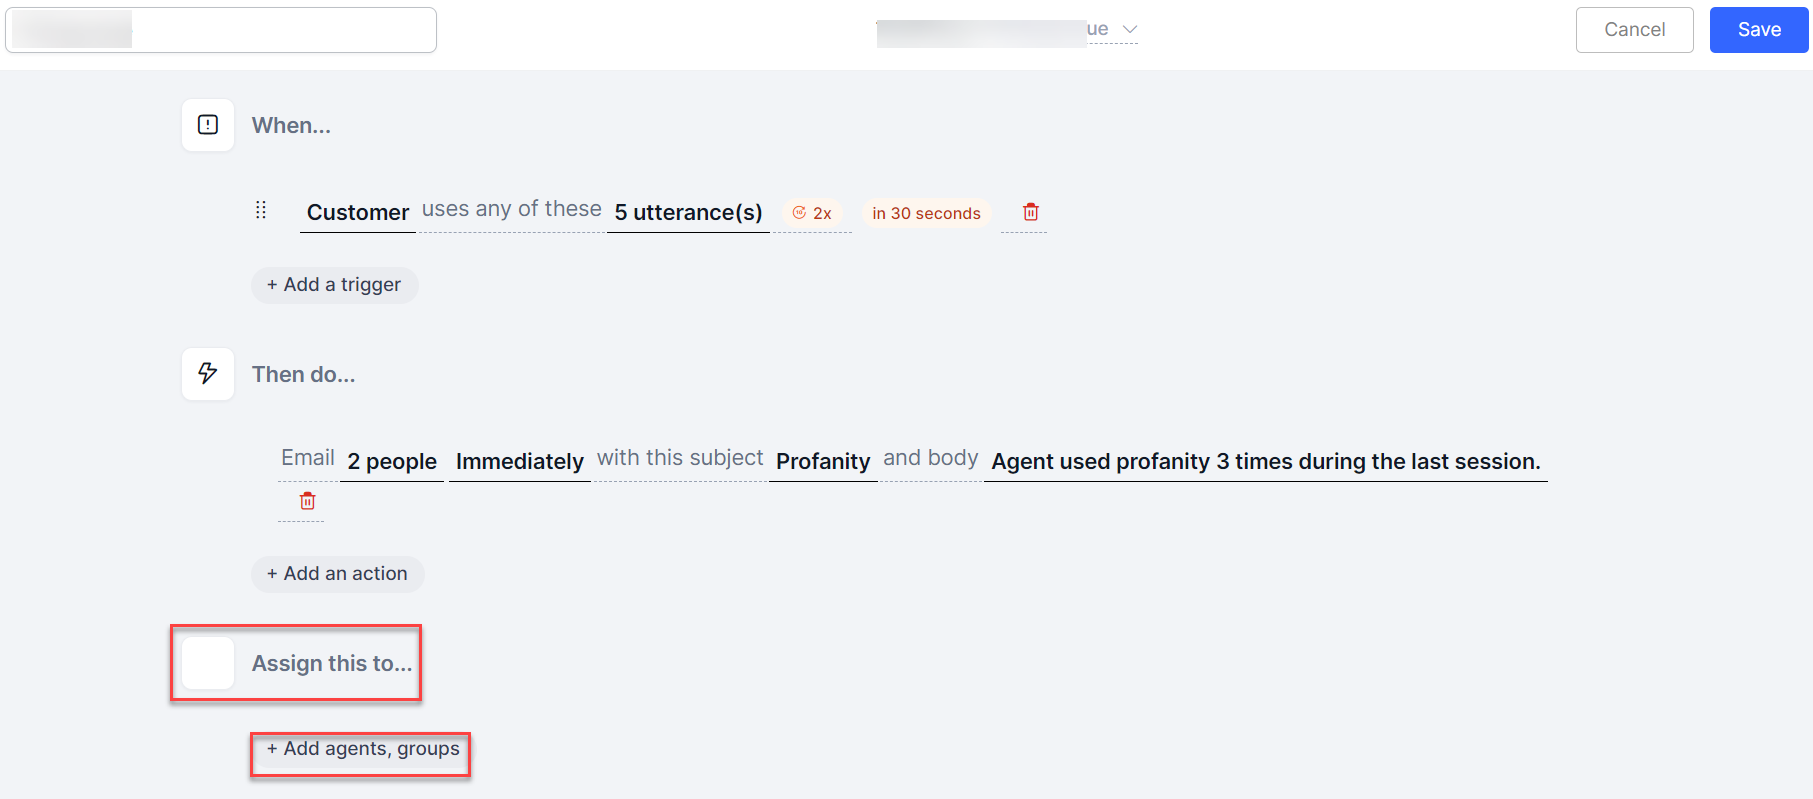 ue
Cancel
Save
When...
Customer uses any of these 5 utterance(s) 2x in 30 seconds
+ Add a trigger
Then do...
Email 2 people Immediately with this subject Profanity and body Agent used profanity 3 times during the last session.
+ Add an action
Assign this to...
+ Add agents, groups